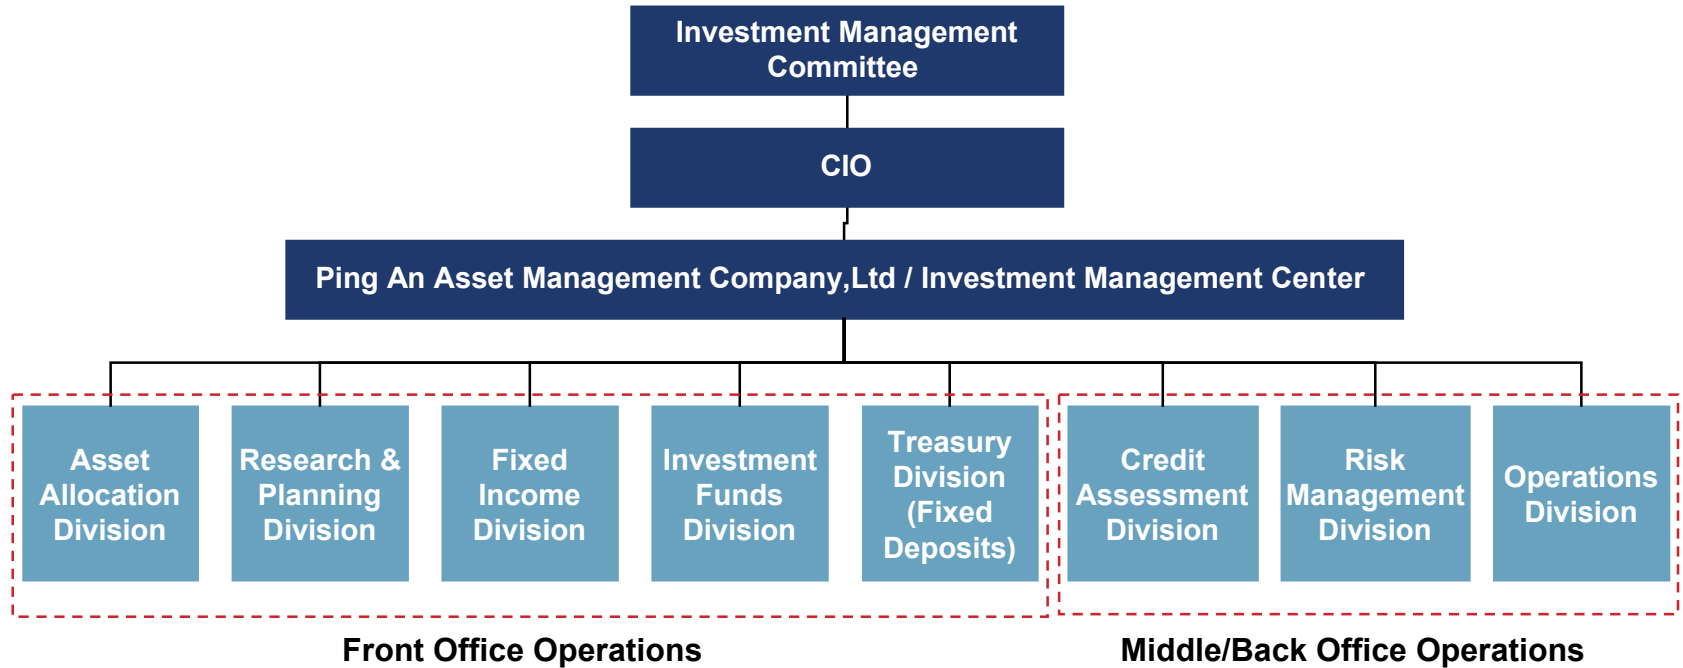 Investment Management
Committee
CIO
Ping An Asset Management Company,Ltd / Investment Management Center
Asset
Allocation
Division
Research &
Planning
Division
Fixed
Income
Division
Investment
Funds
Division
Treasury
Division
(Fixed
Deposits)
Credit
Assessment
Division
Risk
Management
Division
Operations
Division
Front Office Operations
Middle/Back Office Operations